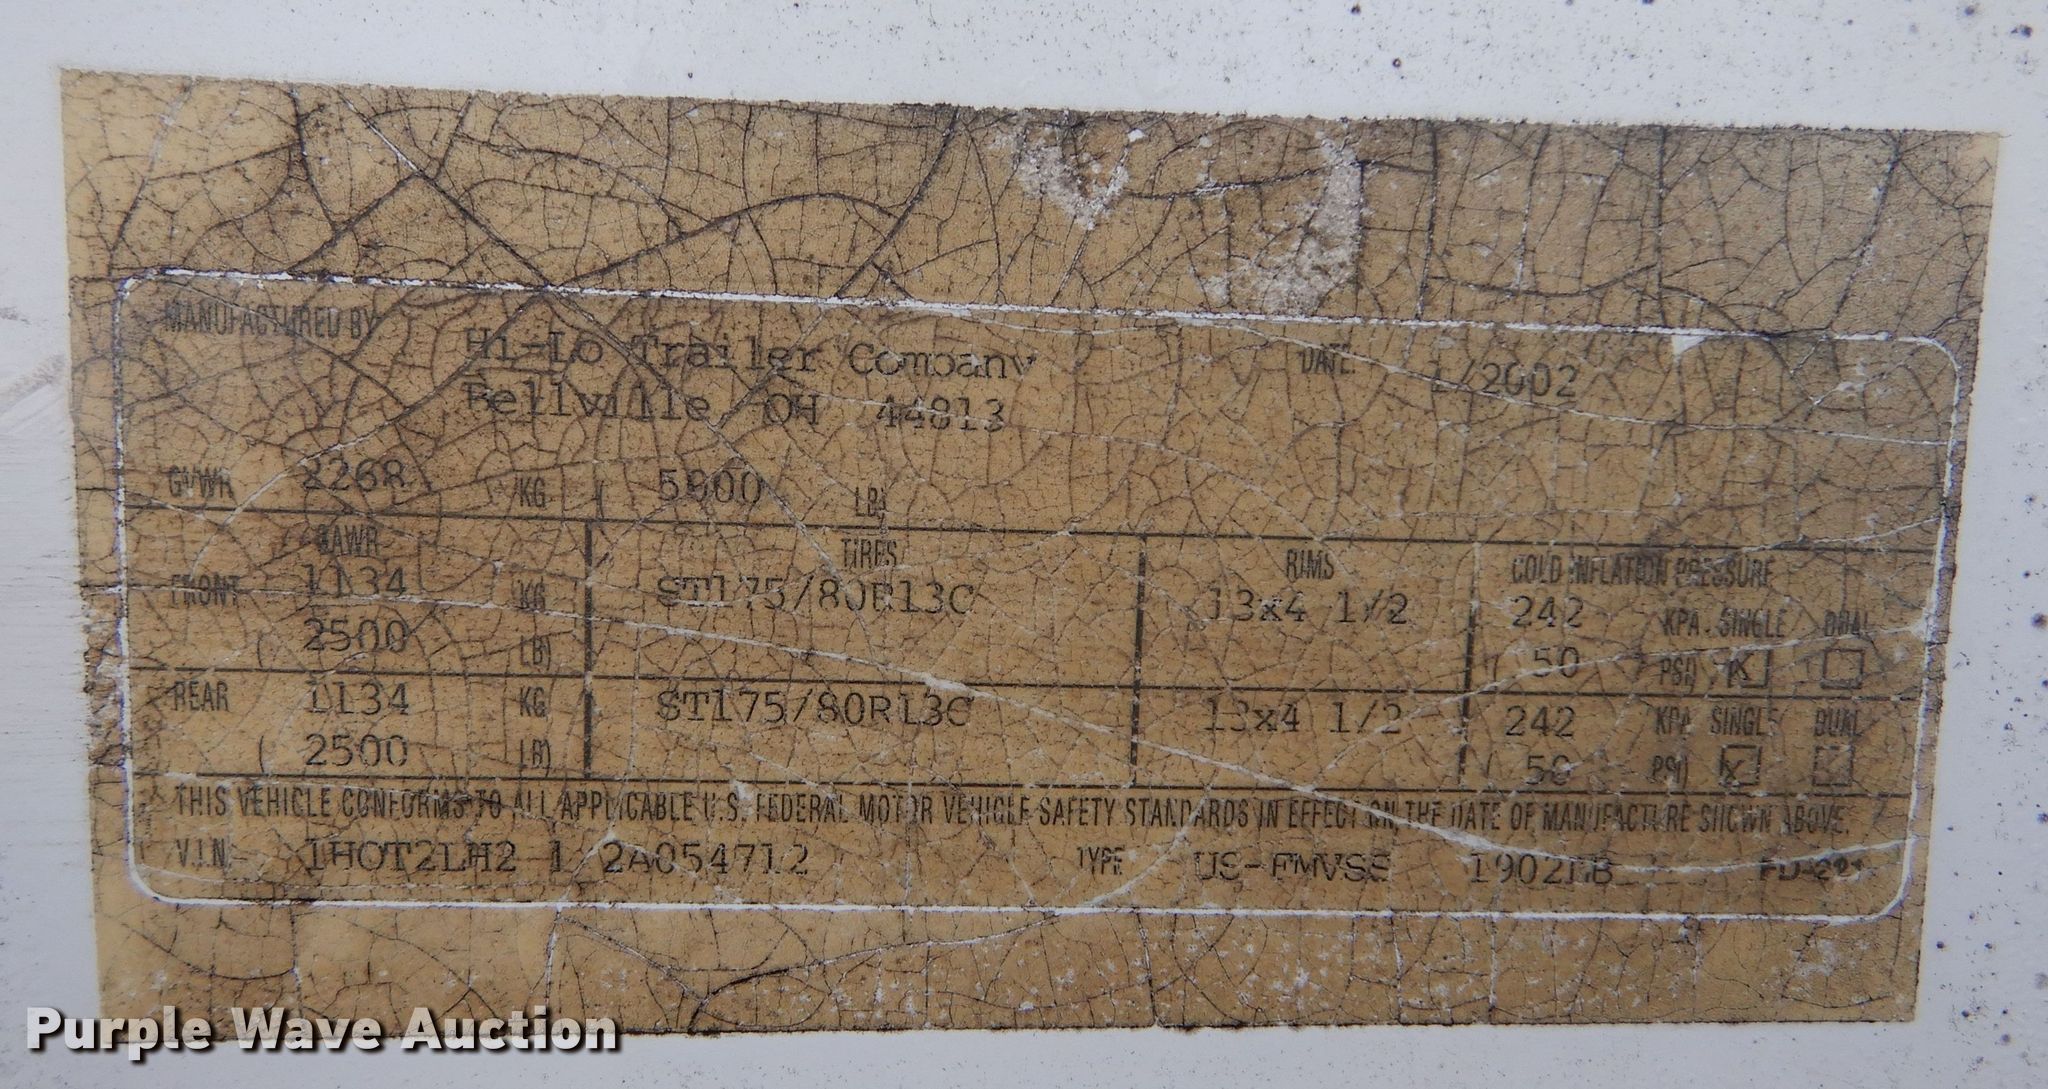 MANUFACTURED BY Hi-Lo Trailer Company DATE: 1/2002
Bellville, OH 44813
GVWR 2268 KG ( 5000 LB)
GAWR TIRES RIMS COLD INFLATION PRESSURE
FRONT 1134 KG ST175/80R13C 13x4 1/2 242 KPA SINGLE DUAL
( 2500 LB) ( 50 PSI) X
REAR 1134 KG ST175/80R13C 13x4 1/2 242 KPA SINGLE DUAL
( 2500 LB) ( 50 PSI) X
THIS VEHICLE CONFORMS TO ALL APPLICABLE U.S. FEDERAL MOTOR VEHICLE SAFETY STANDARDS IN EFFECT ON THE DATE OF MANUFACTURE SHOWN ABOVE.
V.I.N. 1HOT2LH2 1 2A054712 TYPE US-FMVSS
Purple Wave Auction